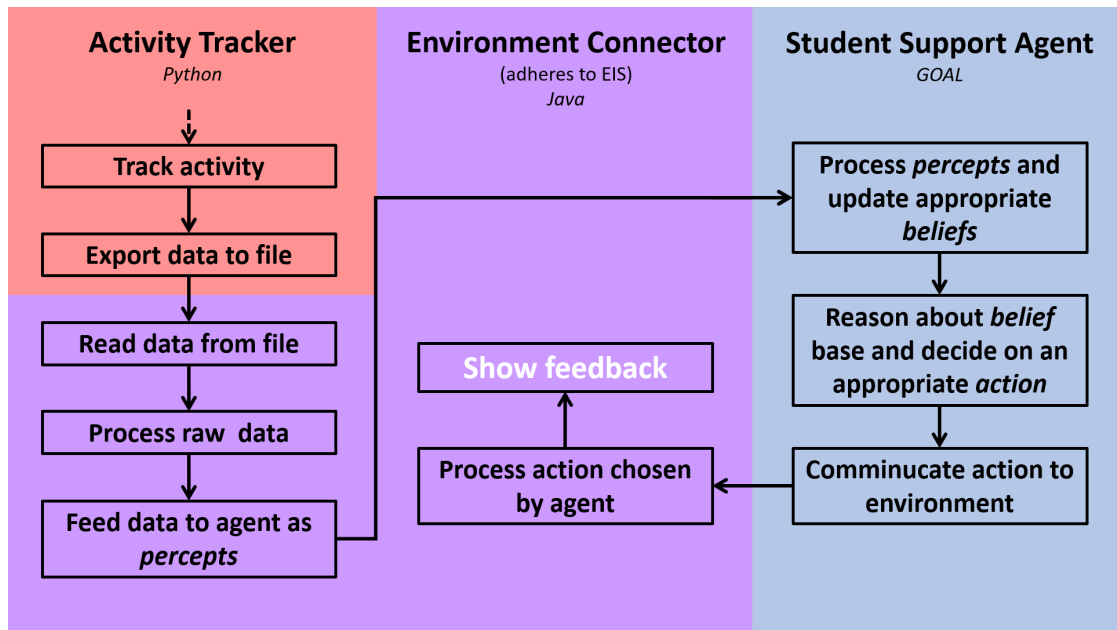 Activity Tracker
Python
Track activity
Export data to file
Read data from file
Process raw  data
Feed data to agent as
percepts
Environment Connector
(adheres to EIS)
Java
Show feedback
Process action chosen
by agent
Student Support Agent
GOAL
Process percepts and
update appropriate
beliefs
Reason about belief
base and decide on an
appropriate action
Comminucate action to
environment